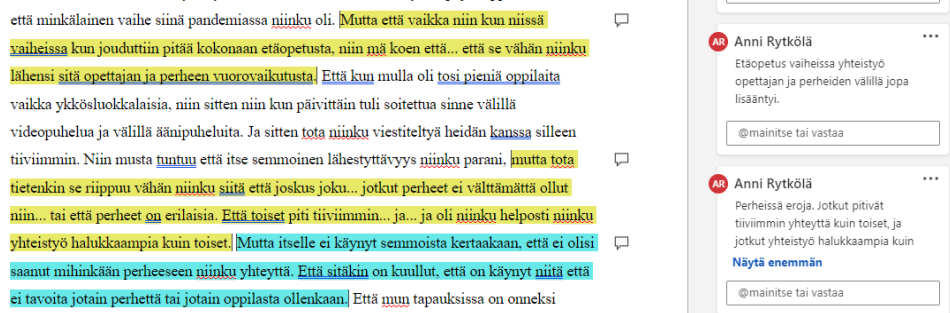 että minkälainen vaihe siinä pandemiassa niinku oli. Mutta että vaikka niin kun niissä
vaiheissa kun jouduttiin pitää kokonaan etäopetusta, niin mä koen että... että se vähän niinku
lähensi sitä opettajan ja perheen vuorovaikutusta. Että kun mulla oli tosi pieniä oppilaita
vaikka ykkösluokkalaisia, niin sitten niin kun päivittäin tuli soitettua sinne välillä
videopuhelua ja välillä äänipuheluita. Ja sitten tota niinku viestiteltyä heidän kanssa silleen
tiiviimmin. Niin musta tuntuu että itse semmoinen lähestyttävyys niinku parani, mutta tota
tietenkin se riippuu vähän niinku siitä että joskus joku... jotkut perheet ei välttämättä ollut
niin... tai että perheet on erilaisia. Että toiset piti tiiviimmin... ja... ja oli niinku helposti niinku
yhteistyö halukkaampia kuin toiset. Mutta itselle ei käynyt semmoista kertaakaan, että ei olisi
saanut mihinkään perheeseen niinku yhteyttä. Että sitäkin on kuullut, että on käynyt niitä että
ei tavoita jotain perhettä tai jotain oppilasta ollenkaan. Että mun tapauksissa on onneksi
AR Anni Rytkölä
Etäopetus vaiheissa yhteistyö
opettajan ja perheiden välillä jopa
lisääntyi.
@mainitse tai vastaa
AR Anni Rytkölä
Perheissä eroja. Jotkut pitivät
tiiviimmin yhteyttä kuin toiset, ja
jotkut yhteistyö halukkaampia kuin
Näytä enemmän
@mainitse tai vastaa